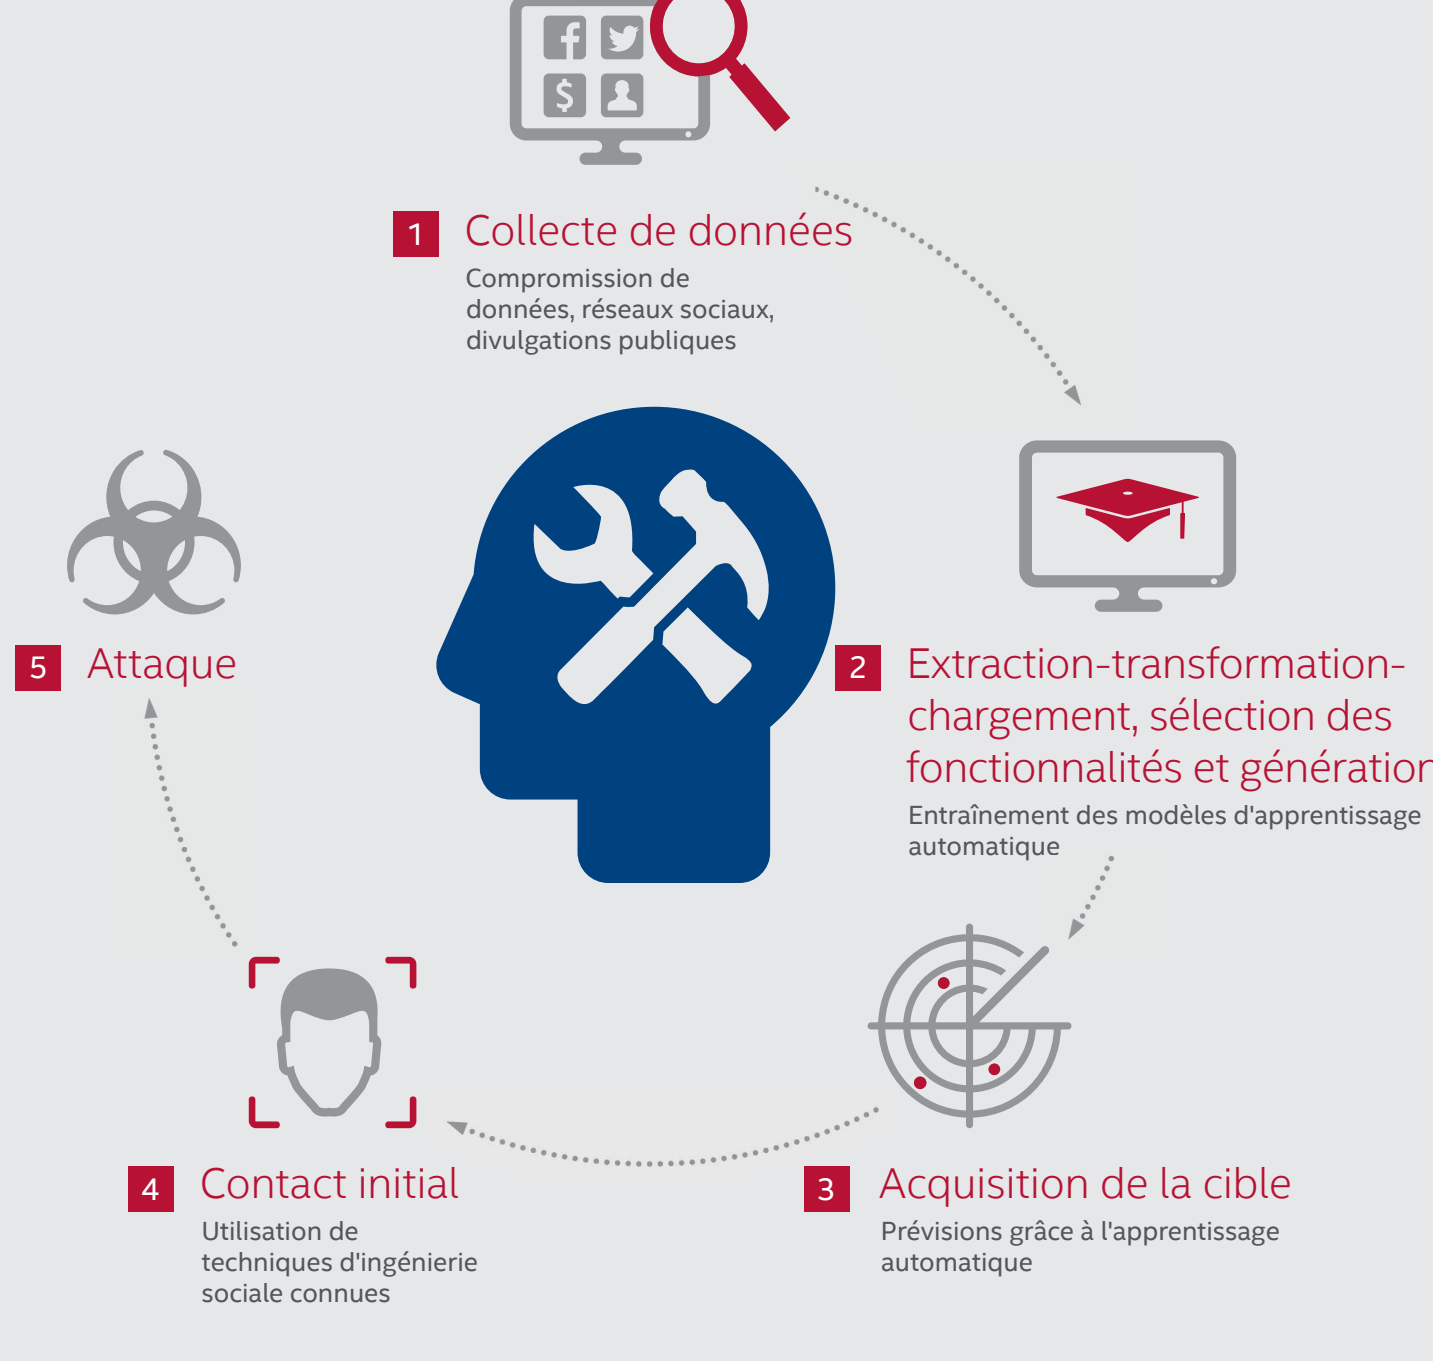 1 Collecte de données
Compromission de
données, réseaux sociaux,
divulgations publiques
2 Extraction-transformation-
chargement, sélection des
fonctionnalités et génération
Entraînement des modèles d'apprentissage
automatique
3 Acquisition de la cible
Prévisions grâce à l'apprentissage
automatique
4 Contact initial
Utilisation de
techniques d'ingénierie
sociale connues
5 Attaque